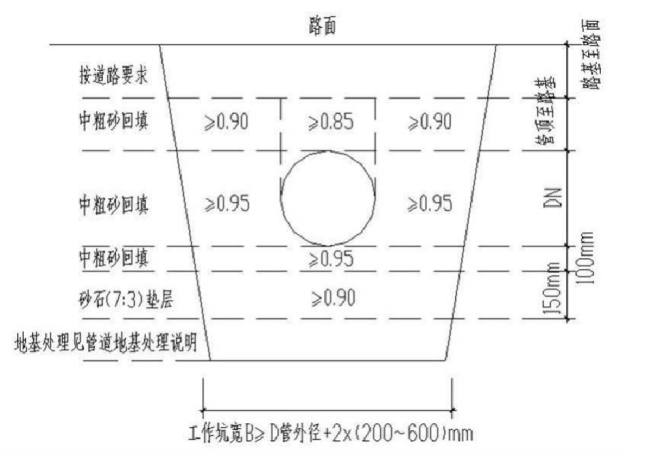 路面
按道路要求
路基至路面
中粗砂回填
≥0.90
≥0.85
≥0.90
管顶至路基
中粗砂回填
≥0.95
≥0.95
DN
中粗砂回填
≥0.95
100mm
砂石(7:3)垫层
≥0.90
150mm
地基处理见管道地基处理说明
工作坑宽B≥D管外径+2x(200~600)mm